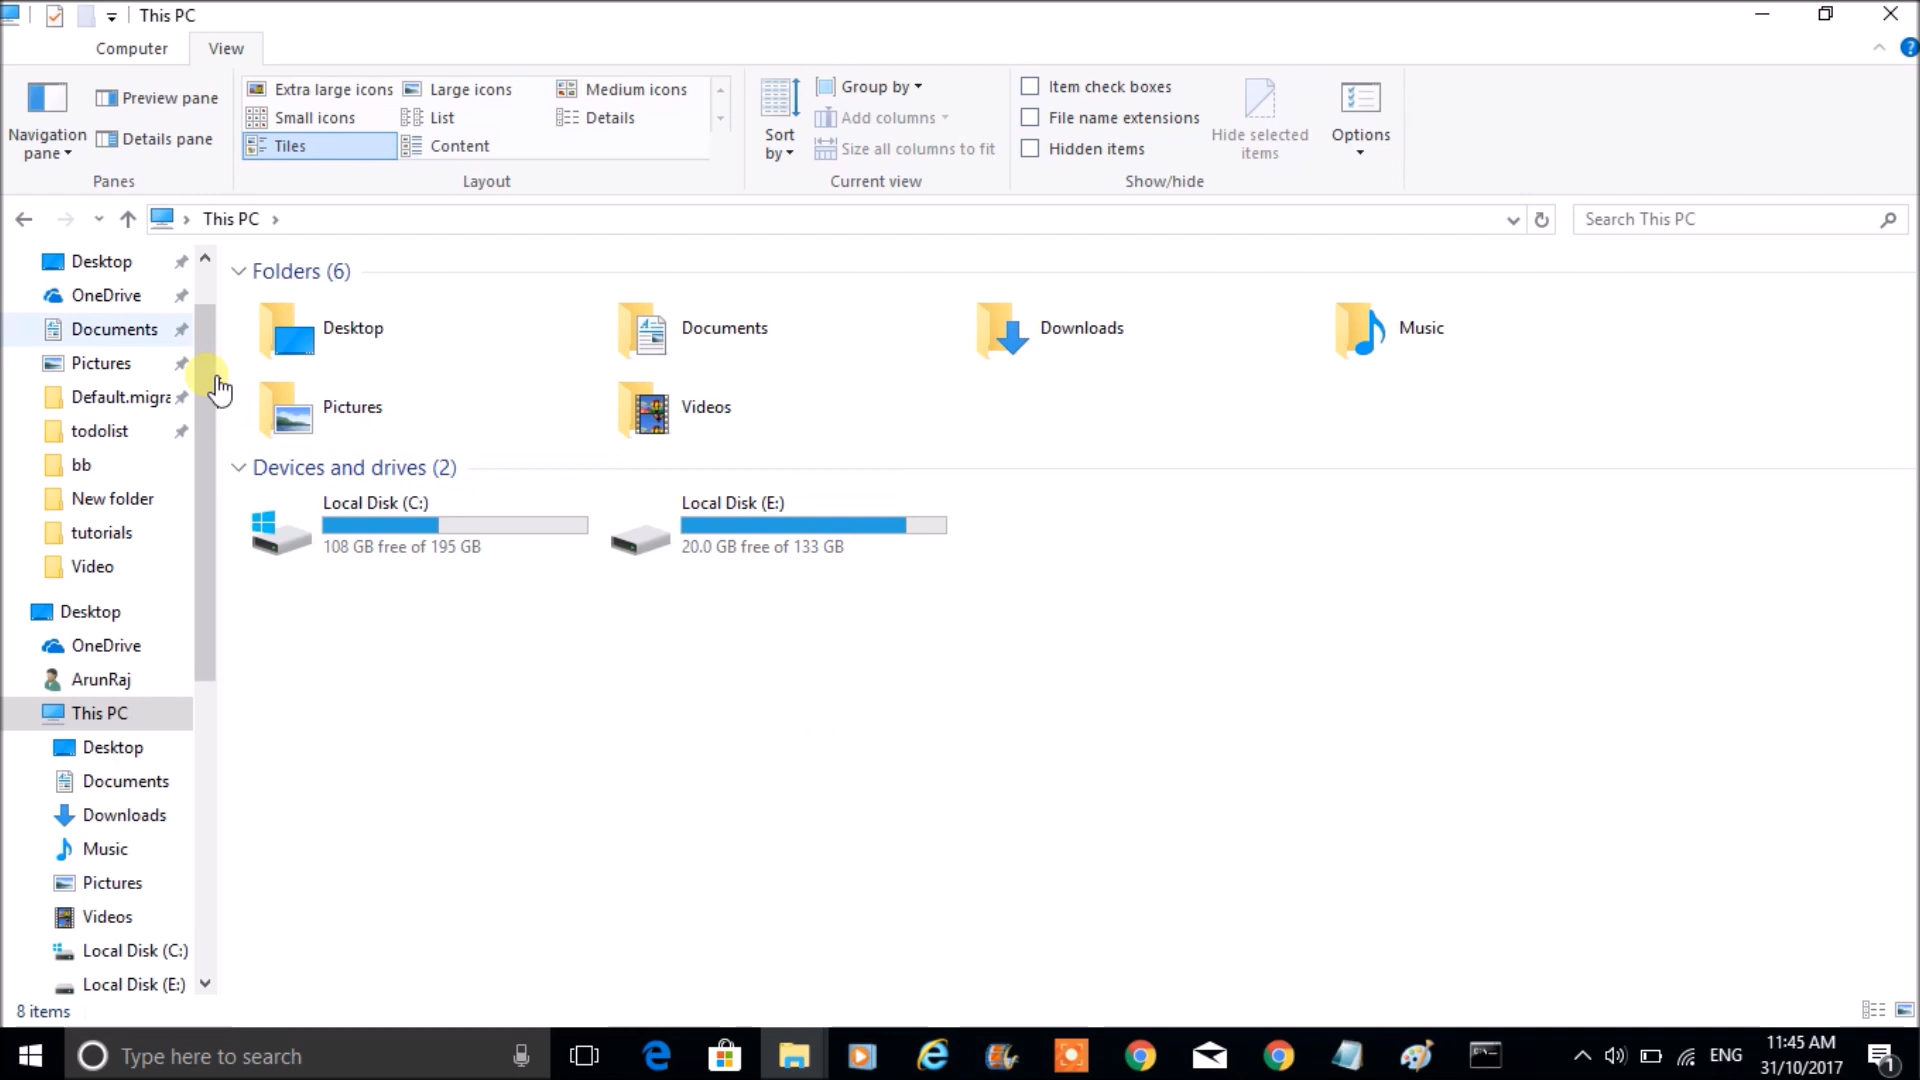 This PC
Computer
View
Navigation pane
Preview pane
Details pane
Panes
Extra large icons
Large icons
Medium icons
Small icons
List
Details
Tiles
Content
Layout
Sort by
Group by
Add columns
Size all columns to fit
Current view
Item check boxes
File name extensions
Hidden items
Hide selected items
Show/hide
Options
This PC
Search This PC
Desktop
OneDrive
Documents
Pictures
Default.migra
todolist
bb
New folder
tutorials
Video
Desktop
OneDrive
ArunRaj
This PC
Desktop
Documents
Downloads
Music
Pictures
Videos
Local Disk (C:)
Local Disk (E:)
Folders (6)
Desktop
Documents
Downloads
Music
Pictures
Videos
Devices and drives (2)
Local Disk (C:)
108 GB free of 195 GB
Local Disk (E:)
20.0 GB free of 133 GB
8 items
Type here to search
ENG
11:45 AM
31/10/2017
1